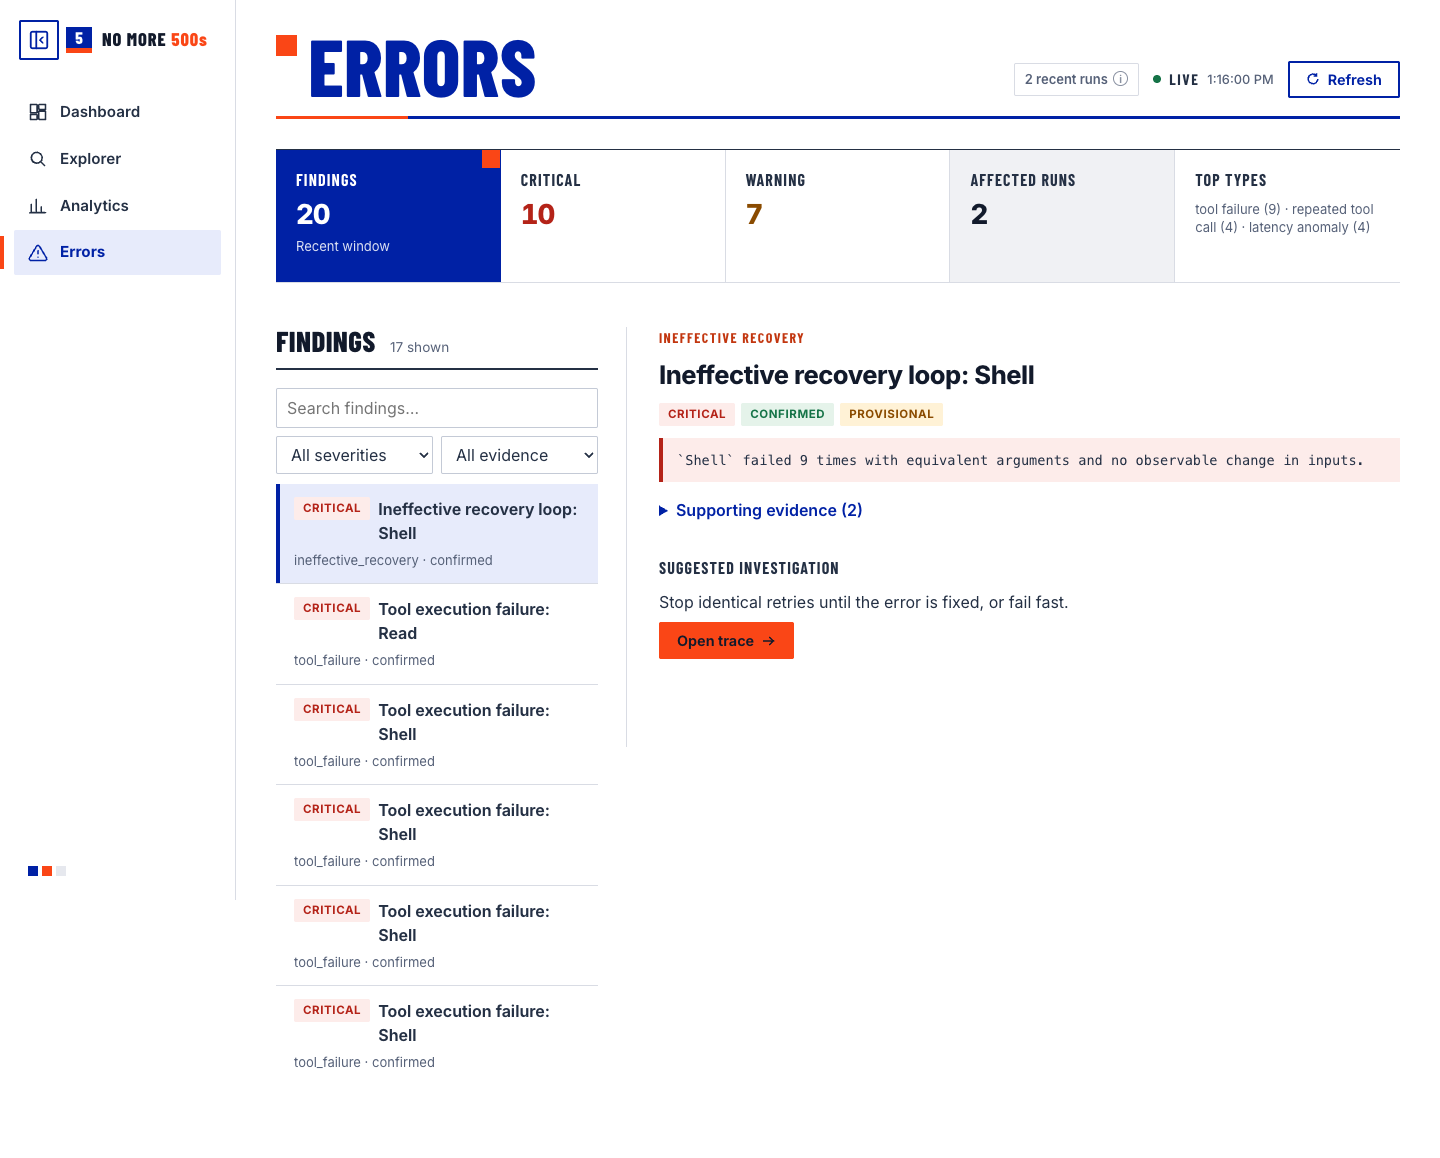 5
NO MORE 500s
Dashboard
Explorer
Analytics
Errors
ERRORS
2 recent runs
LIVE 1:16:00 PM
Refresh
FINDINGS
20
Recent window
CRITICAL
10
WARNING
7
AFFECTED RUNS
2
TOP TYPES
tool failure (9) · repeated tool
call (4) · latency anomaly (4)
FINDINGS 17 shown
Search findings...
All severities
All evidence
CRITICAL Ineffective recovery loop:
Shell
ineffective_recovery · confirmed
CRITICAL Tool execution failure:
Read
tool_failure · confirmed
CRITICAL Tool execution failure:
Shell
tool_failure · confirmed
CRITICAL Tool execution failure:
Shell
tool_failure · confirmed
CRITICAL Tool execution failure:
Shell
tool_failure · confirmed
CRITICAL Tool execution failure:
Shell
tool_failure · confirmed
INEFFECTIVE RECOVERY
Ineffective recovery loop: Shell
CRITICAL CONFIRMED PROVISIONAL
`Shell` failed 9 times with equivalent arguments and no observable change in inputs.
Supporting evidence (2)
SUGGESTED INVESTIGATION
Stop identical retries until the error is fixed, or fail fast.
Open trace →